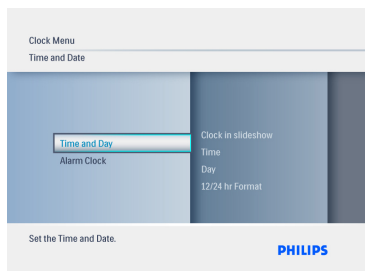 Clock Menu
Time and Date
Time and Day
Alarm Clock
Clock in slideshow
Time
Day
12/24 hr Format
Set the Time and Date.
PHILIPS